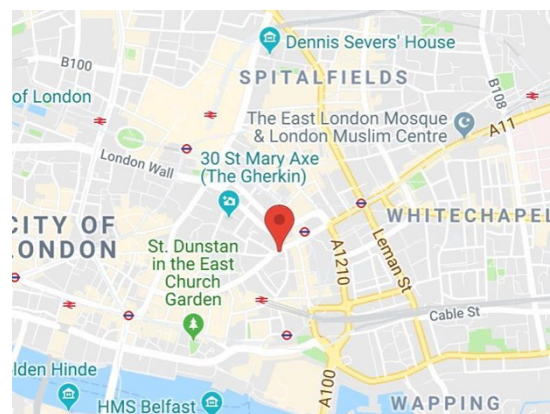 Dennis Severs' House
B100
SPITALFIELDS
B108
of London
The East London Mosque
& London Muslim Centre
A11
London Wall
30 St Mary Axe
(The Gherkin)
CITY OF
LONDON
WHITECHAPEL
St. Dunstan
in the East
Church
Garden
A1210
Leman St
Cable St
lden Hinde
HMS Belfast
A100
WAPPING